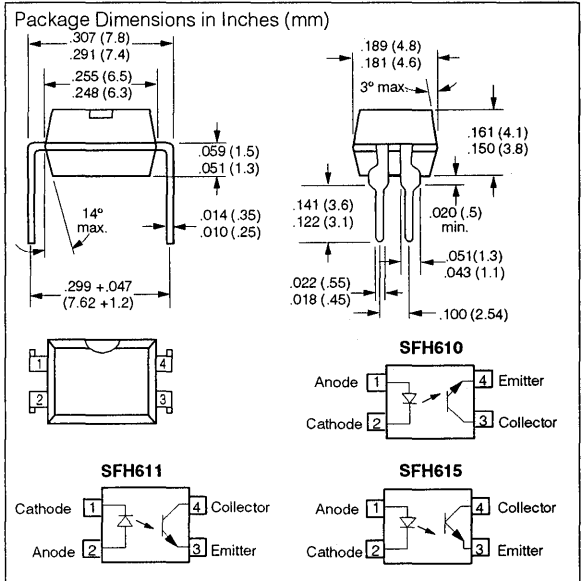 Package Dimensions in Inches (mm)
.307 (7.8)
.291 (7.4)
.255 (6.5)
.248 (6.3)
.059 (1.5)
.051 (1.3)
14°
max.
.014 (.35)
.010 (.25)
.299 +.047
(7.62 +1.2)
.189 (4.8)
.181 (4.6)
3° max.
.161 (4.1)
.150 (3.8)
.141 (3.6)
.122 (3.1)
.020 (.5)
min.
.051(1.3)
.043 (1.1)
.022 (.55)
.018 (.45)
.100 (2.54)
1 4
2 3
SFH610
Anode 1 4 Emitter
Cathode 2 3 Collector
SFH611
Cathode 1 4 Collector
Anode 2 3 Emitter
SFH615
Anode 1 4 Collector
Cathode 2 3 Emitter